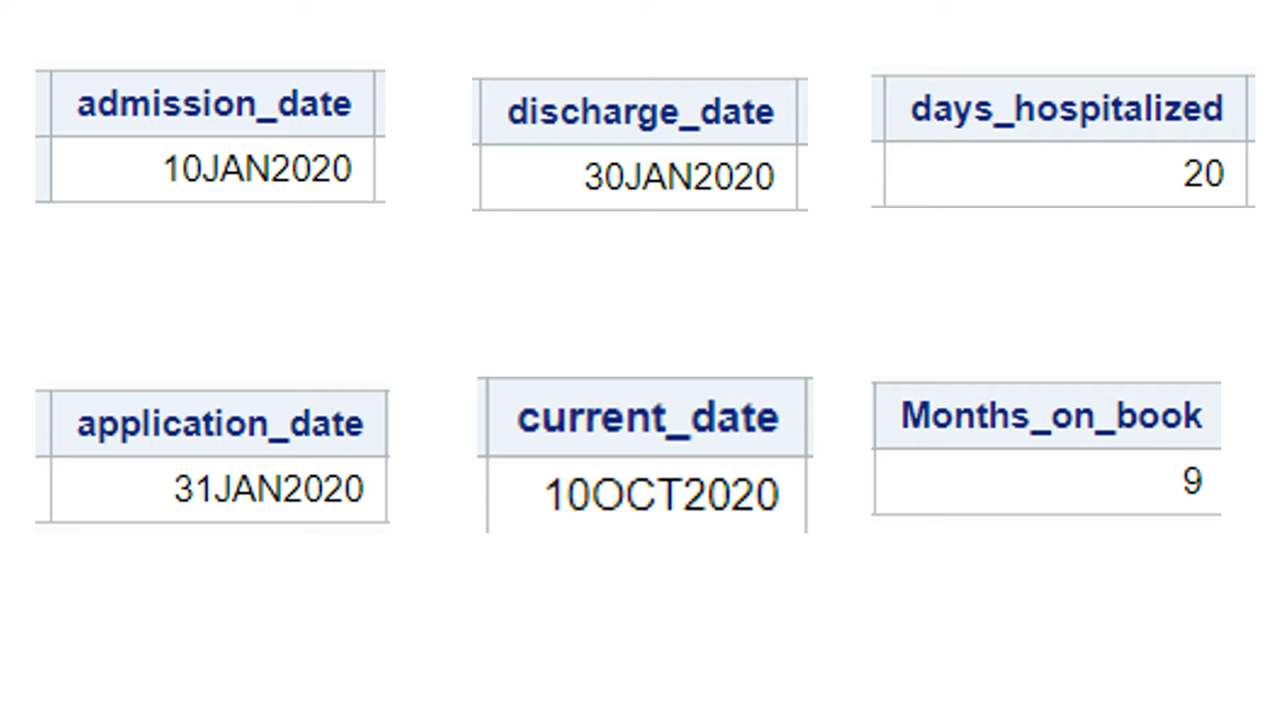 admission_date
10JAN2020
discharge_date
30JAN2020
days_hospitalized
20
application_date
31JAN2020
current_date
10OCT2020
Months_on_book
9